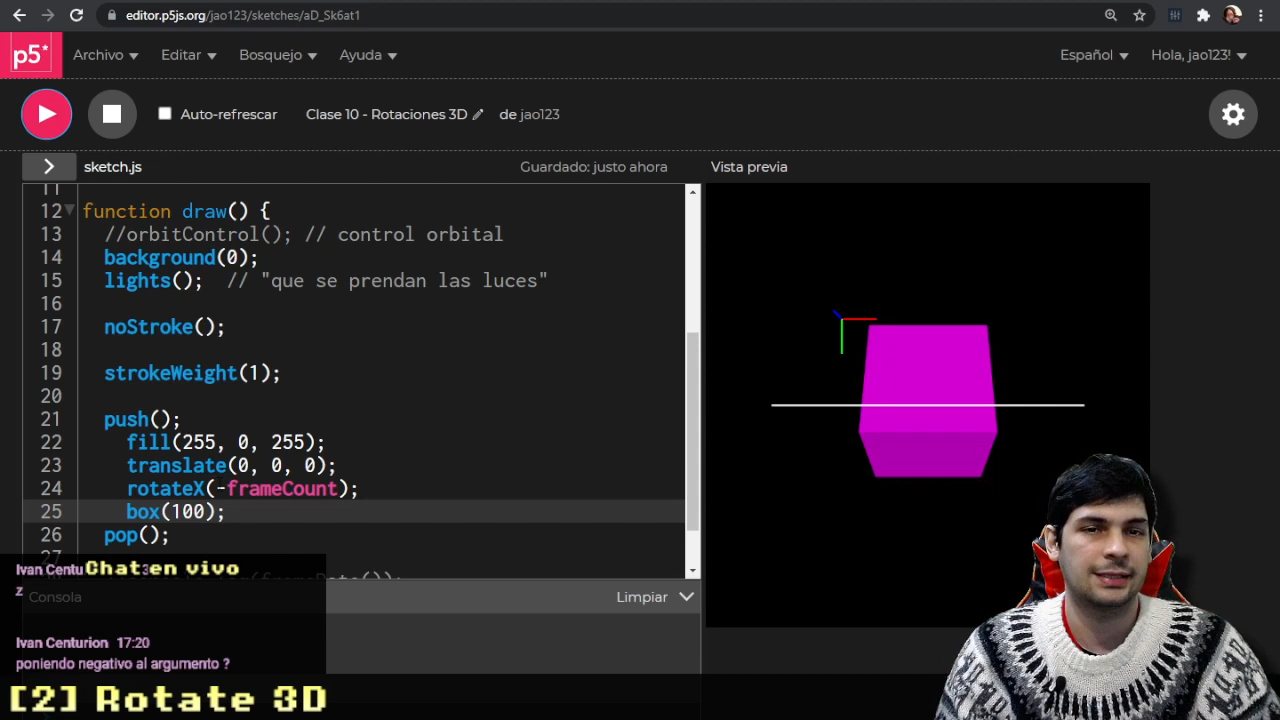 editor.p5js.org/jao123/sketches/aD_Sk6at1
p5* Archivo Editar Bosquejo Ayuda Español Hola, jao123!
Auto-refrescar Clase 10 - Rotaciones 3D de jao123
sketch.js Guardado: justo ahora Vista previa
11
12 function draw() {
13 //orbitControl(); // control orbital
14 background(0);
15 lights(); // "que se prendan las luces"
16
17 noStroke();
18
19 strokeWeight(1);
20
21 push();
22 fill(255, 0, 255);
23 translate(0, 0, 0);
24 rotateX(-frameCount);
25 box(100);
26 pop();
Ivan Centu
Chat en vivo
z
Consola Limpiar
Ivan Centurion 17:20
poniendo negativo al argumento ?
[2] Rotate 3D